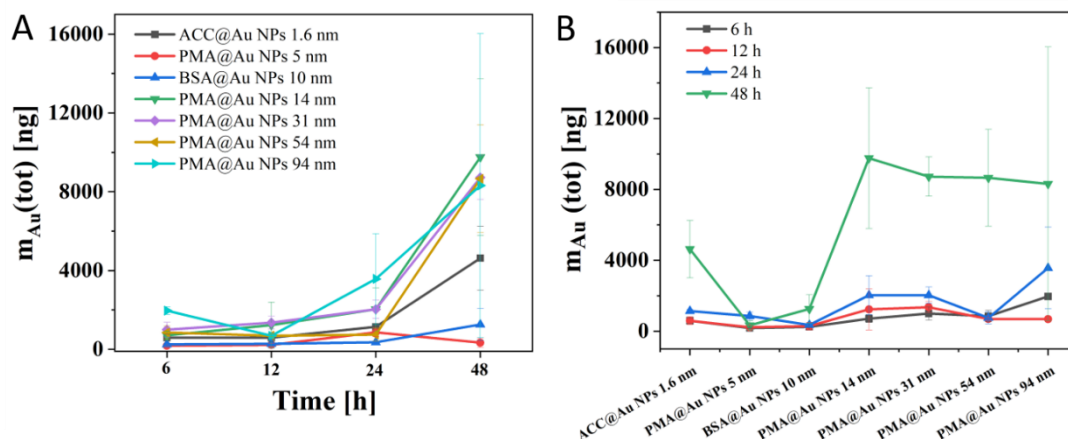 A
m_Au(tot) [ng]
16000
12000
8000
4000
0
ACC@Au NPs 1.6 nm
PMA@Au NPs 5 nm
BSA@Au NPs 10 nm
PMA@Au NPs 14 nm
PMA@Au NPs 31 nm
PMA@Au NPs 54 nm
PMA@Au NPs 94 nm
6
12
24
48
Time [h]
B
m_Au (tot) [ng]
16000
12000
8000
4000
0
6 h
12 h
24 h
48 h
ACC@Au NPs 1.6 nm
PMA@Au NPs 5 nm
BSA@Au NPs 10 nm
PMA@Au NPs 14 nm
PMA@Au NPs 31 nm
PMA@Au NPs 54 nm
PMA@Au NPs 94 nm